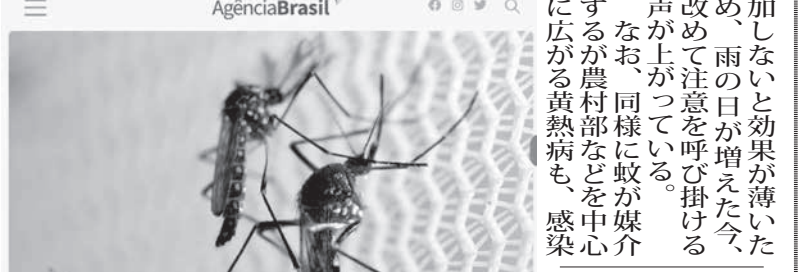 AgênciaBrasil
加しないと効果が薄いた
め、雨の日が増えた今、
改めて注意を呼び掛ける
声が上がっている。
なお、同様に蚊が媒介
するが農村部などを中心
に広がる黄熱病も、感染